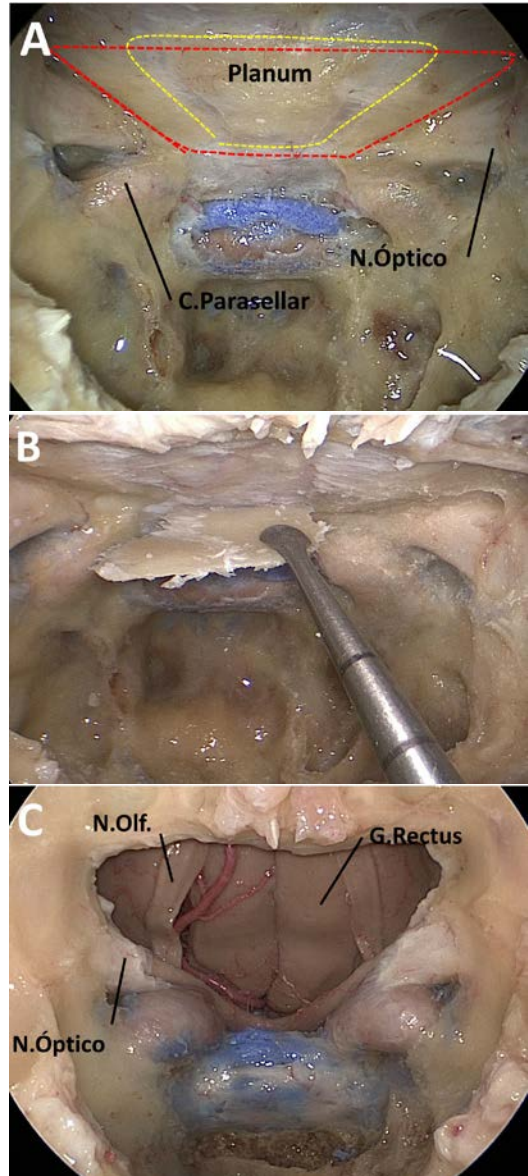 A
Planum
N.Óptico
C.Parasellar
B
C
N.Olf.
G.Rectus
N.Óptico